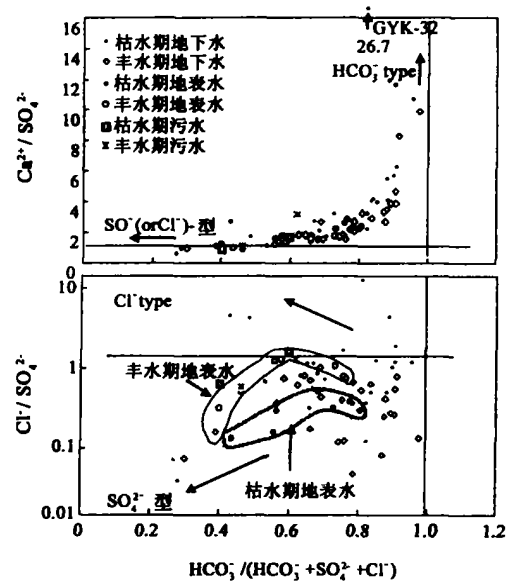 16
14
12
10
8
6
4
2
0
Ca²⁺/SO₄²⁻
枯水期地下水
丰水期地下水
枯水期地表水
丰水期地表水
枯水期污水
丰水期污水
GYK-32
26.7
HCO₃⁻ type
SO⁻(orCl⁻)-型
10
1
0.1
0.01
Cl⁻/SO₄²⁻
Cl⁻type
丰水期地表水
枯水期地表水
SO₄²⁻ 型
0 0.2 0.4 0.6 0.8 1.0 1.2
HCO₃⁻/(HCO₃⁻+SO₄²⁻+Cl⁻)